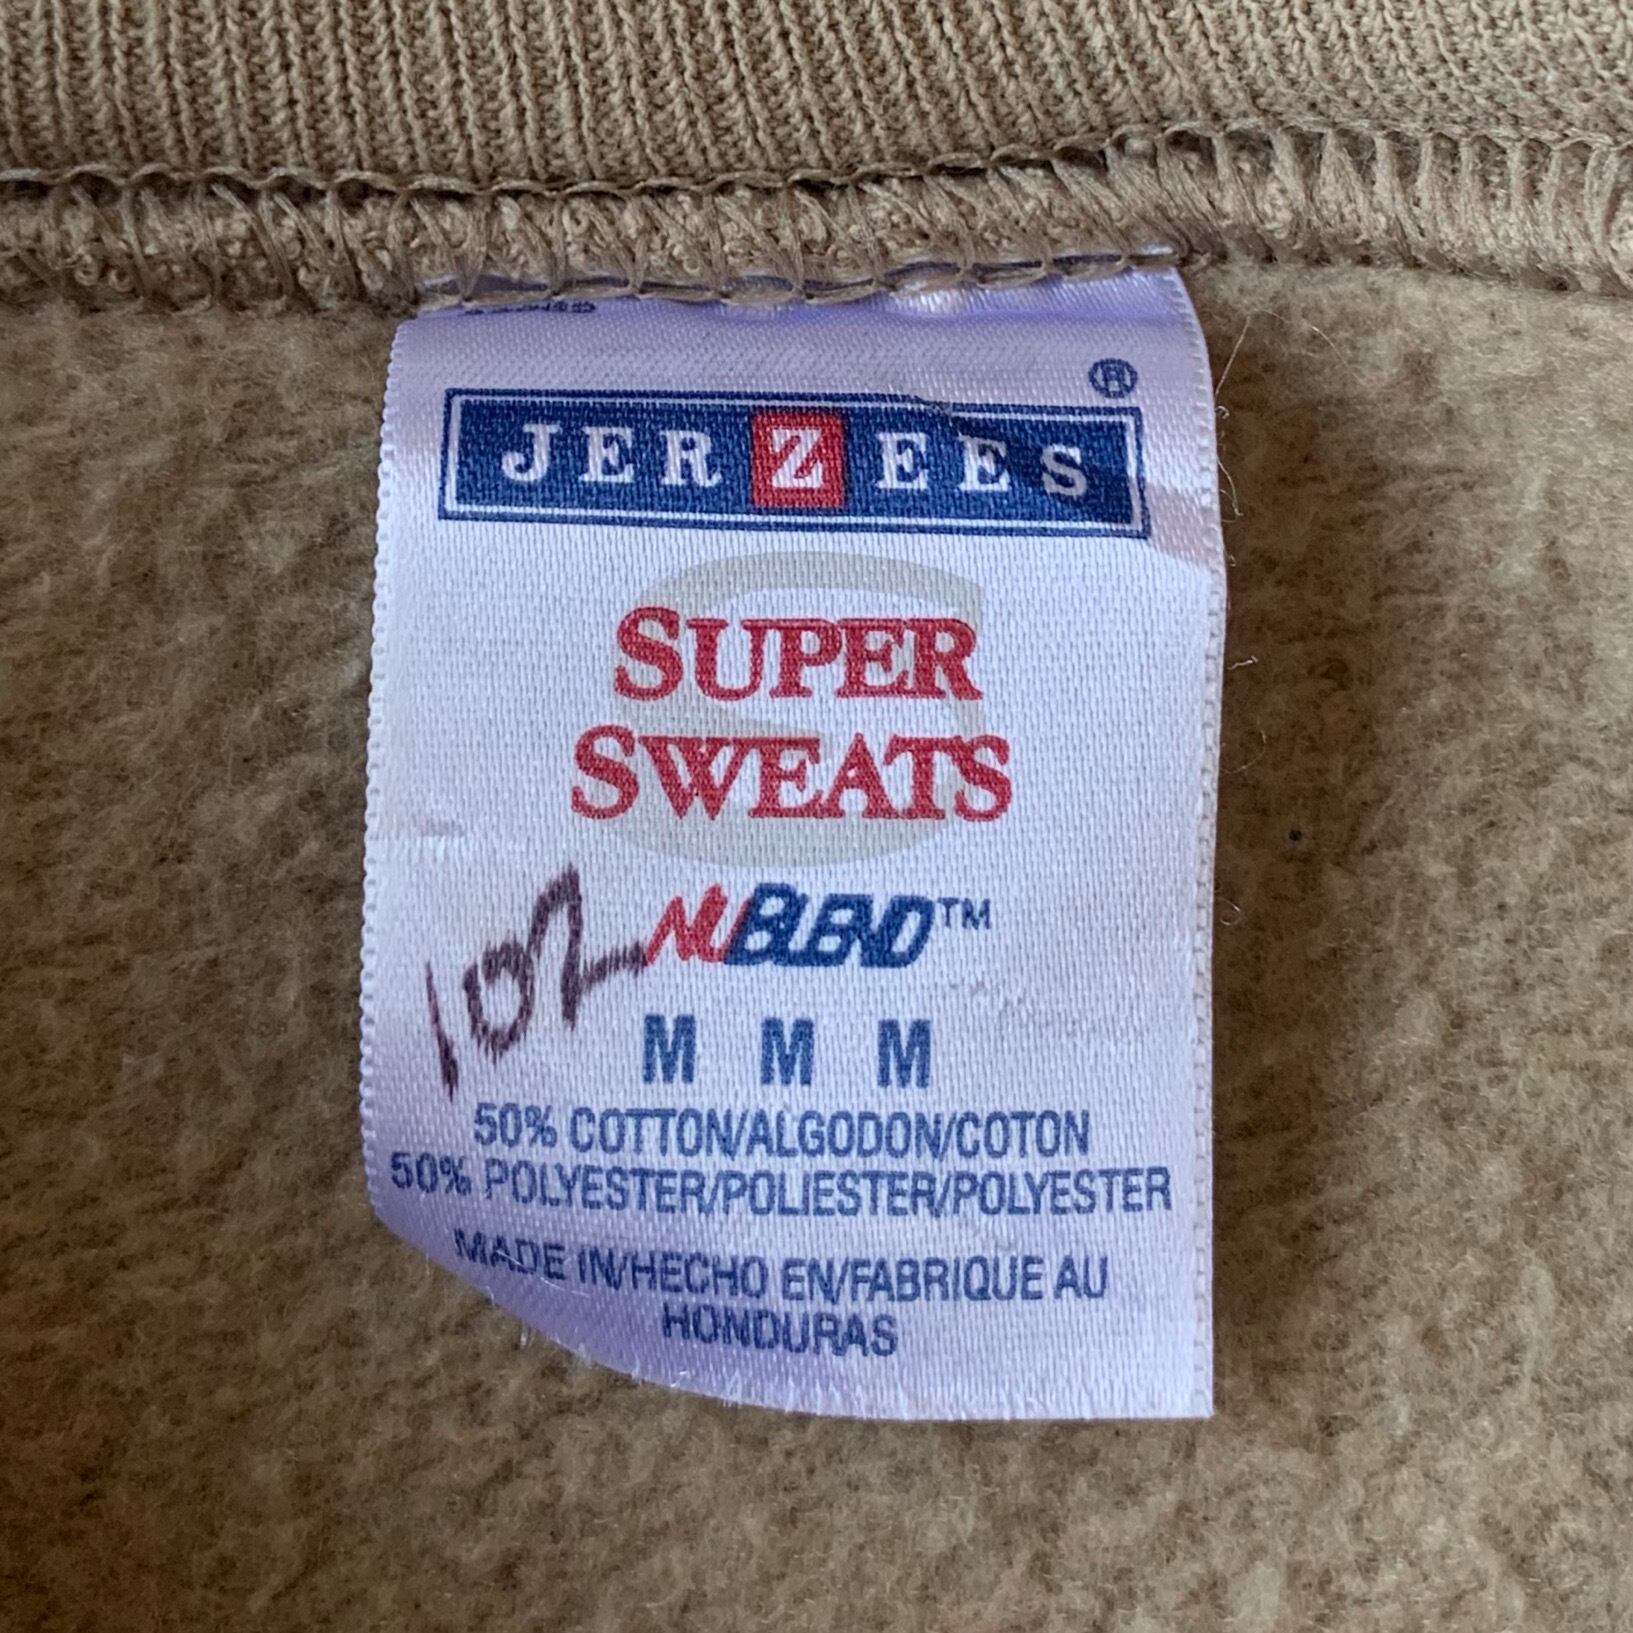 ®
JERZEES
SUPER
SWEATS
NUBLEND™
102
M M M
50% COTTON/ALGODON/COTON
50% POLYESTER/POLIESTER/POLYESTER
MADE IN/HECHO EN/FABRIQUE AU
HONDURAS